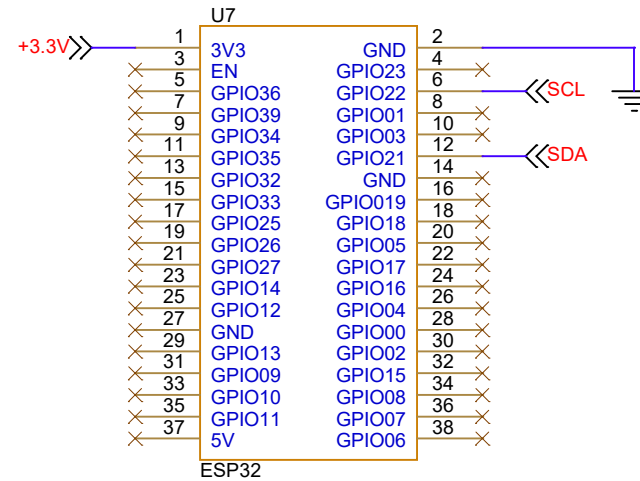 U7
+3.3V 1 3V3 GND 2
3 EN GPIO23 4
5 GPIO36 GPIO22 6 SCL
7 GPIO39 GPIO01 8
9 GPIO34 GPIO03 10
11 GPIO35 GPIO21 12 SDA
13 GPIO32 GND 14
15 GPIO33 GPIO019 16
17 GPIO25 GPIO18 18
19 GPIO26 GPIO05 20
21 GPIO27 GPIO17 22
23 GPIO14 GPIO16 24
25 GPIO12 GPIO04 26
27 GND GPIO00 28
29 GPIO13 GPIO02 30
31 GPIO09 GPIO15 32
33 GPIO10 GPIO08 34
35 GPIO11 GPIO07 36
37 5V GPIO06 38
ESP32